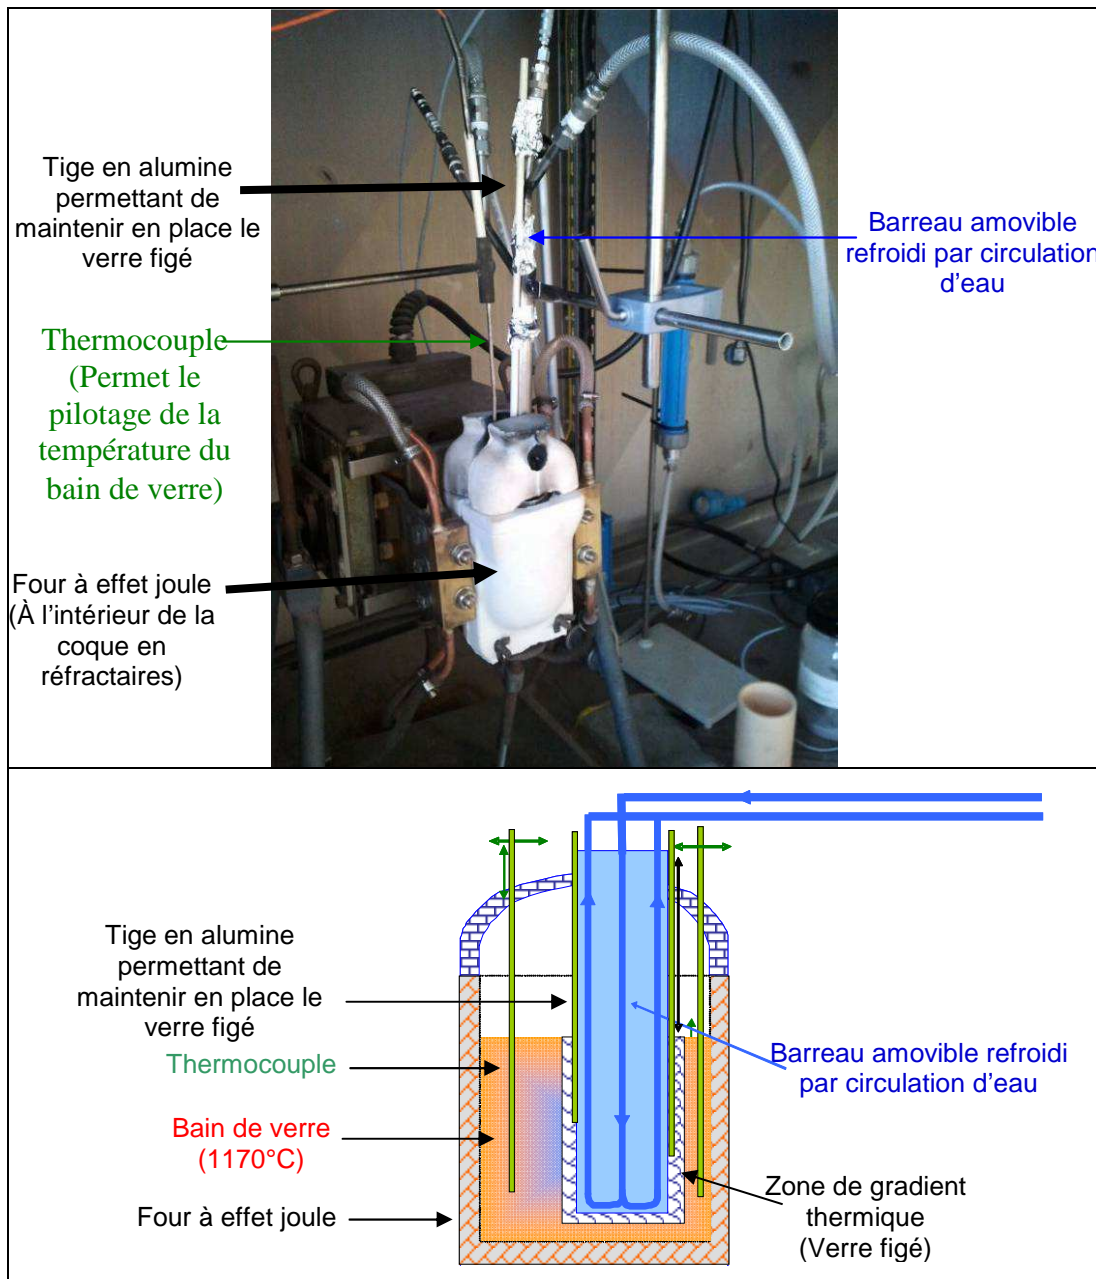 Tige en alumine
permettant de
maintenir en place le
verre figé
Barreau amovible
refroidi par circulation
d'eau
Thermocouple
(Permet le
pilotage de la
température du
bain de verre)
Four à effet joule
(À l'intérieur de la
coque en
réfractaires)
Tige en alumine
permettant de
maintenir en place le
verre figé
Thermocouple
Bain de verre
(1170°C)
Four à effet joule
Barreau amovible refroidi
par circulation d'eau
Zone de gradient
thermique
(Verre figé)